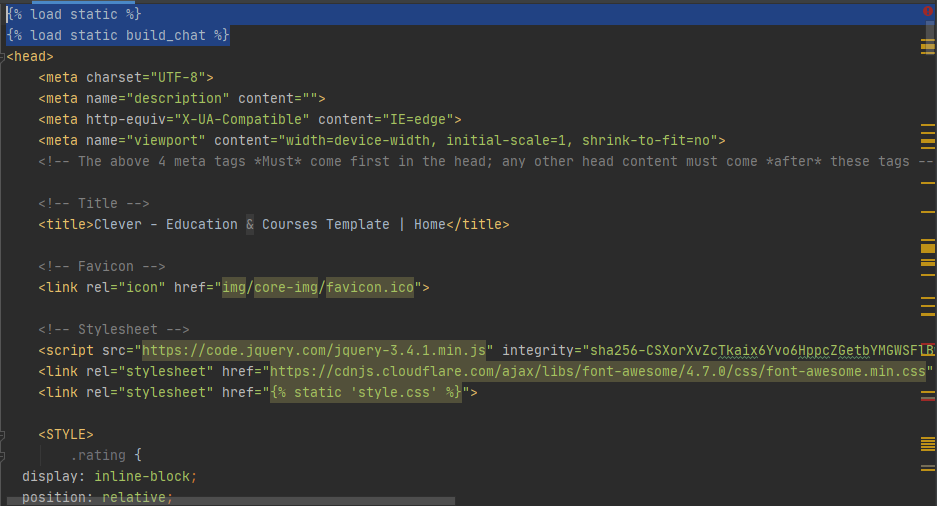 {% load static %}
{% load static build_chat %}
<head>
<meta charset="UTF-8">
<meta name="description" content="">
<meta http-equiv="X-UA-Compatible" content="IE=edge">
<meta name="viewport" content="width=device-width, initial-scale=1, shrink-to-fit=no">
<!-- The above 4 meta tags *Must* come first in the head; any other head content must come *after* these tags --
<!-- Title -->
<title>Clever - Education & Courses Template | Home</title>
<!-- Favicon -->
<link rel="icon" href="img/core-img/favicon.ico">
<!-- Stylesheet -->
<script src="https://code.jquery.com/jquery-3.4.1.min.js" integrity="sha256-CSXorXvZcTkaix6Yvo6HppcZGetbYMGWSFlB
<link rel="stylesheet" href="https://cdnjs.cloudflare.com/ajax/libs/font-awesome/4.7.0/css/font-awesome.min.css"
<link rel="stylesheet" href="{% static 'style.css' %}">
<STYLE>
.rating {
display: inline-block;
position: relative;